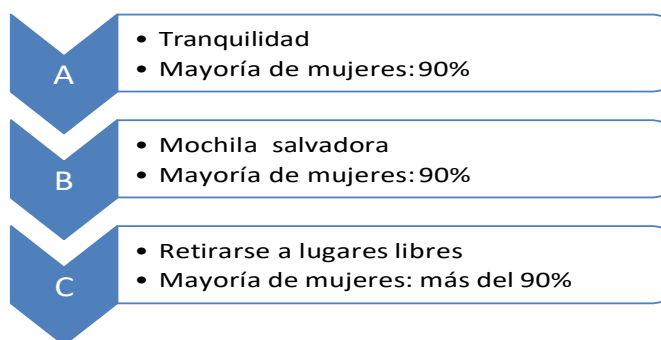 A
• Tranquilidad
• Mayoría de mujeres: 90%
B
• Mochila salvadora
• Mayoría de mujeres: 90%
C
• Retirarse a lugares libres
• Mayoría de mujeres: más del 90%